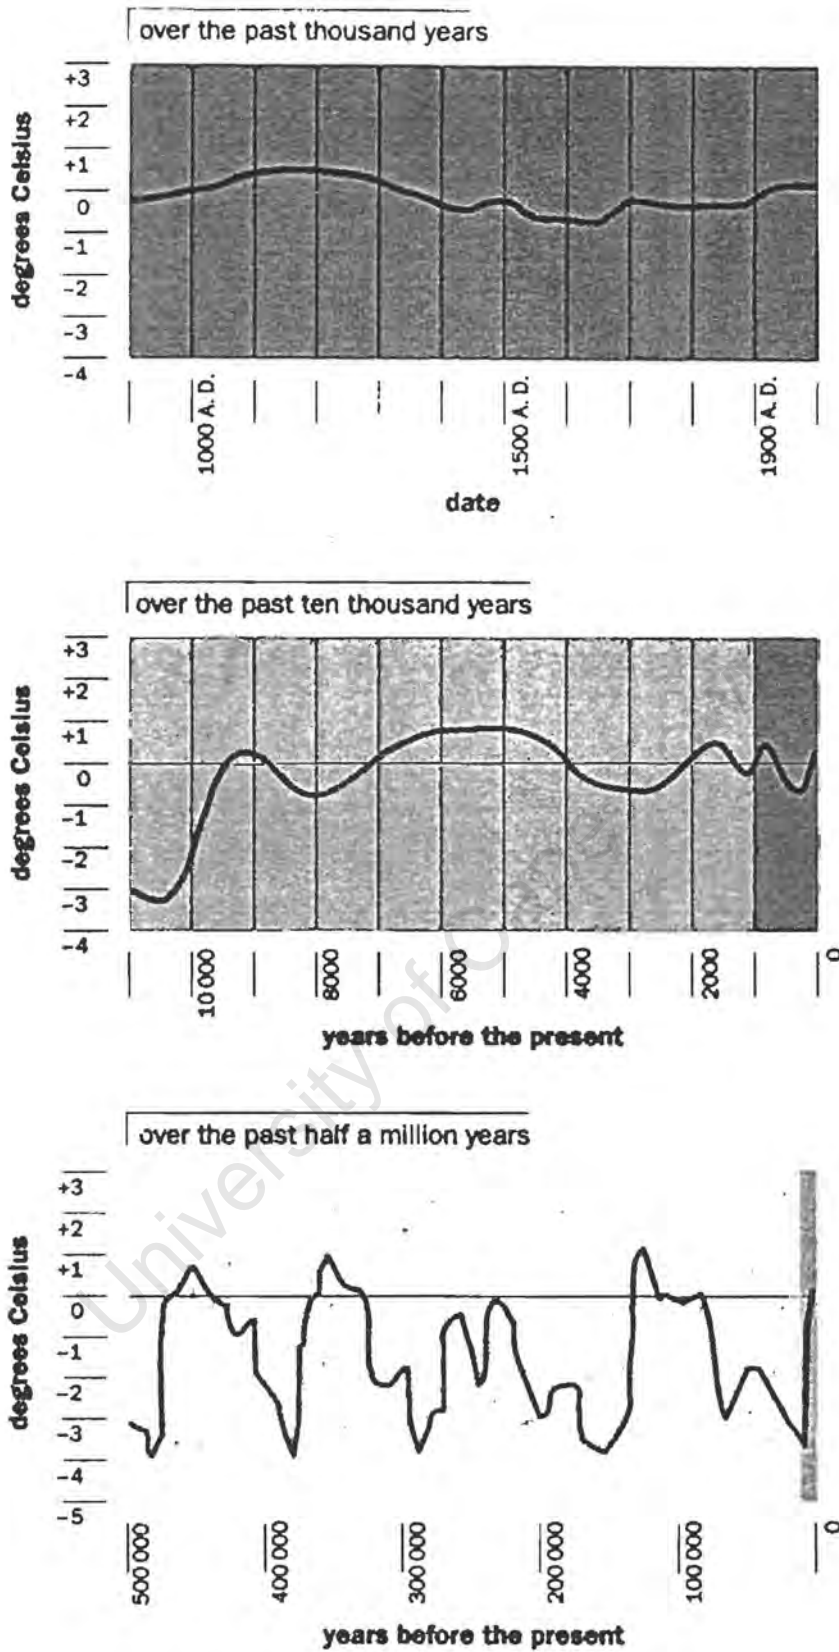 over the past thousand years
degrees Celsius
+3
+2
+1
0
-1
-2
-3
-4
1000 A. D.
1500 A. D.
1900 A. D.
date
over the past ten thousand years
degrees Celsius
+3
+2
+1
0
-1
-2
-3
-4
10 000
8000
6000
4000
2000
0
years before the present
over the past half a million years
degrees Celsius
+3
+2
+1
0
-1
-2
-3
-4
-5
500 000
400 000
300 000
200 000
100 000
0
years before the present
University of